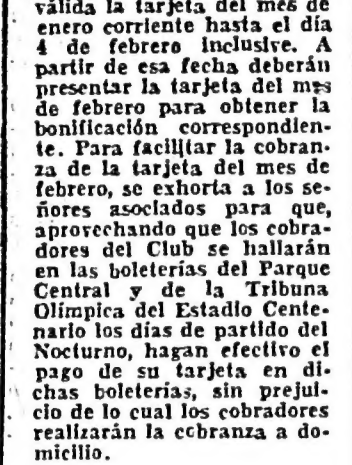 válida la tarjeta del mes de
enero corriente hasta el día
4 de febrero inclusive. A
partir de esa fecha deberán
presentar la tarjeta del mes
de febrero para obtener la
bonificación correspondien-
te. Para facilitar la cobran-
za de la tarjeta del mes de
febrero, se exhorta a los se-
ñores asociados para que,
aprovechando que los cobra-
dores del Club se hallarán
en las boleterías del Parque
Central y de la Tribuna
Olímpica del Estadio Cente-
nario los días de partido del
Nocturno, hagan efectivo el
pago de su tarjeta en di-
chas boleterías, sin prejui-
cio de lo cual los cobradores
realizarán la cobranza a do-
micilio.